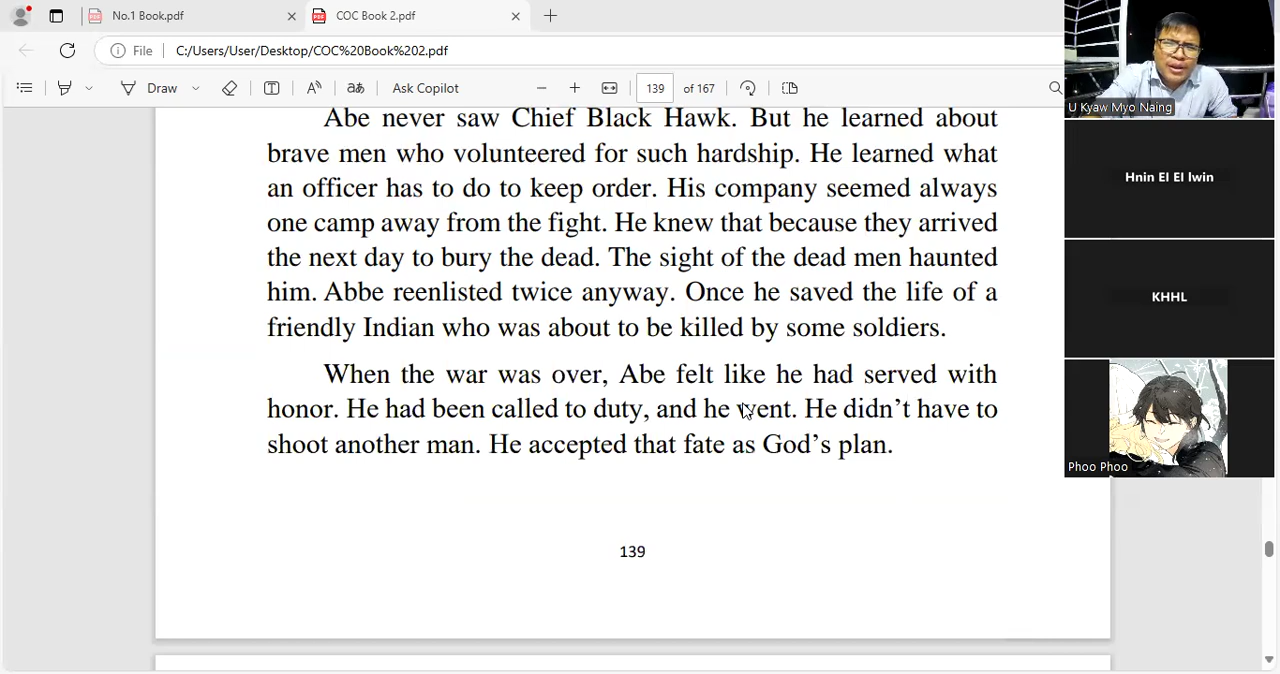 No.1 Book.pdf
COC Book 2.pdf
File
C:/Users/User/Desktop/COC%20Book%202.pdf
Draw
Ask Copilot
139
of 167
Abe never saw Chief Black Hawk. But he learned about
brave men who volunteered for such hardship. He learned what
an officer has to do to keep order. His company seemed always
one camp away from the fight. He knew that because they arrived
the next day to bury the dead. The sight of the dead men haunted
him. Abbe reenlisted twice anyway. Once he saved the life of a
friendly Indian who was about to be killed by some soldiers.
When the war was over, Abe felt like he had served with
honor. He had been called to duty, and he went. He didn’t have to
shoot another man. He accepted that fate as God’s plan.
139
U Kyaw Myo Naing
Hnin EI EI lwin
KHHL
Phoo Phoo